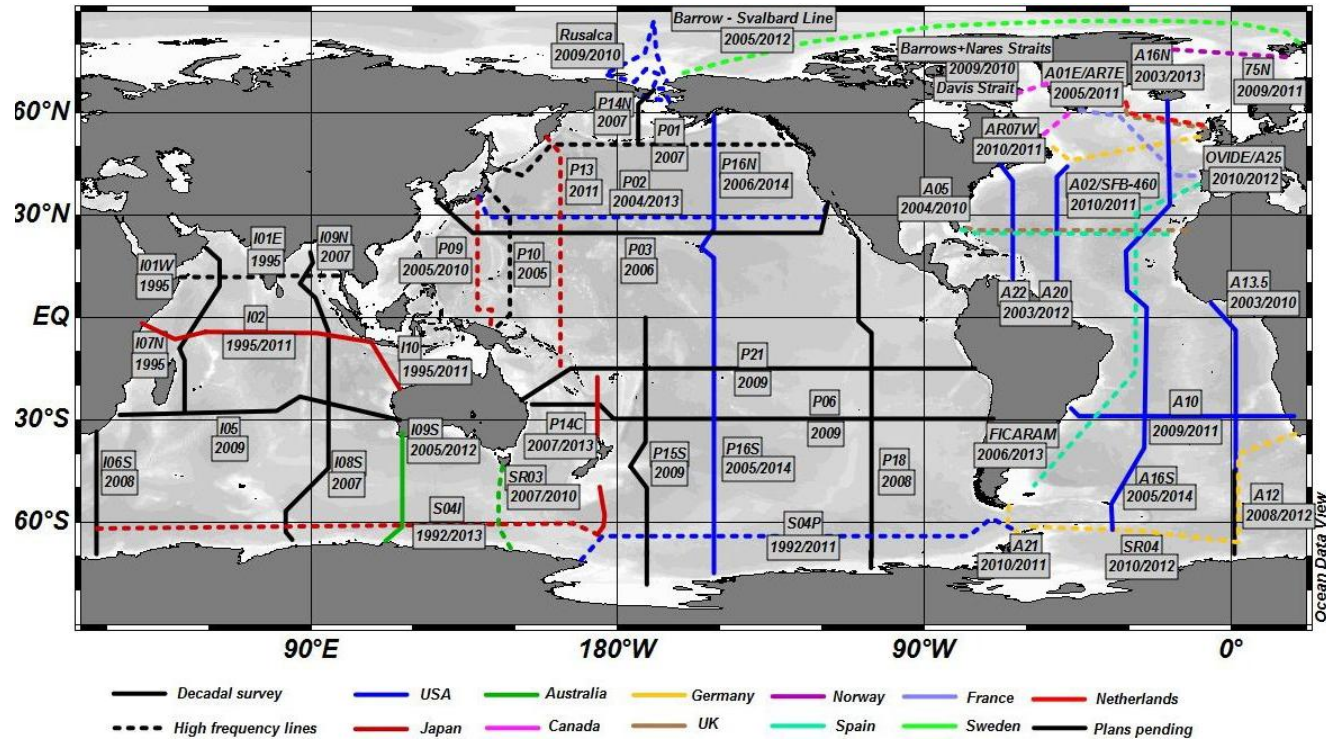 Barrow - Svalbard Line
2005/2012
Rusalca
2009/2010
Barrows+Nares Straits
2009/2010
Davis Strait
A01E/AR7E
2005/2011
A16N
2003/2013
75N
2009/2011
60°N
P14N
2007
P01
2007
AR07W
2010/2011
OVIDE/A25
2010/2012
P13
2011
P02
2004/2013
P16N
2006/2014
A05
2004/2010
A02/SFB-460
2010/2011
30°N
I01E
1995
I09N
2007
I01W
1995
P09
2005/2010
P10
2005
P03
2006
A22
A20
2003/2012
A13.5
2003/2010
EQ
I02
1995/2011
I07N
1995
I10
1995/2011
P21
2009
30°S
I05
2009
I09S
2005/2012
P14C
2007/2013
P06
2009
A10
2009/2011
FICARAM
2006/2013
I06S
2008
I08S
2007
SR03
2007/2010
P15S
2009
P16S
2005/2014
P18
2008
A16S
2005/2014
A12
2008/2012
60°S
S04I
1992/2013
S04P
1992/2011
A21
2010/2011
SR04
2010/2012
Ocean Data View
90°E
180°W
90°W
0°
Decadal survey
USA
Australia
Germany
Norway
France
Netherlands
High frequency lines
Japan
Canada
UK
Spain
Sweden
Plans pending